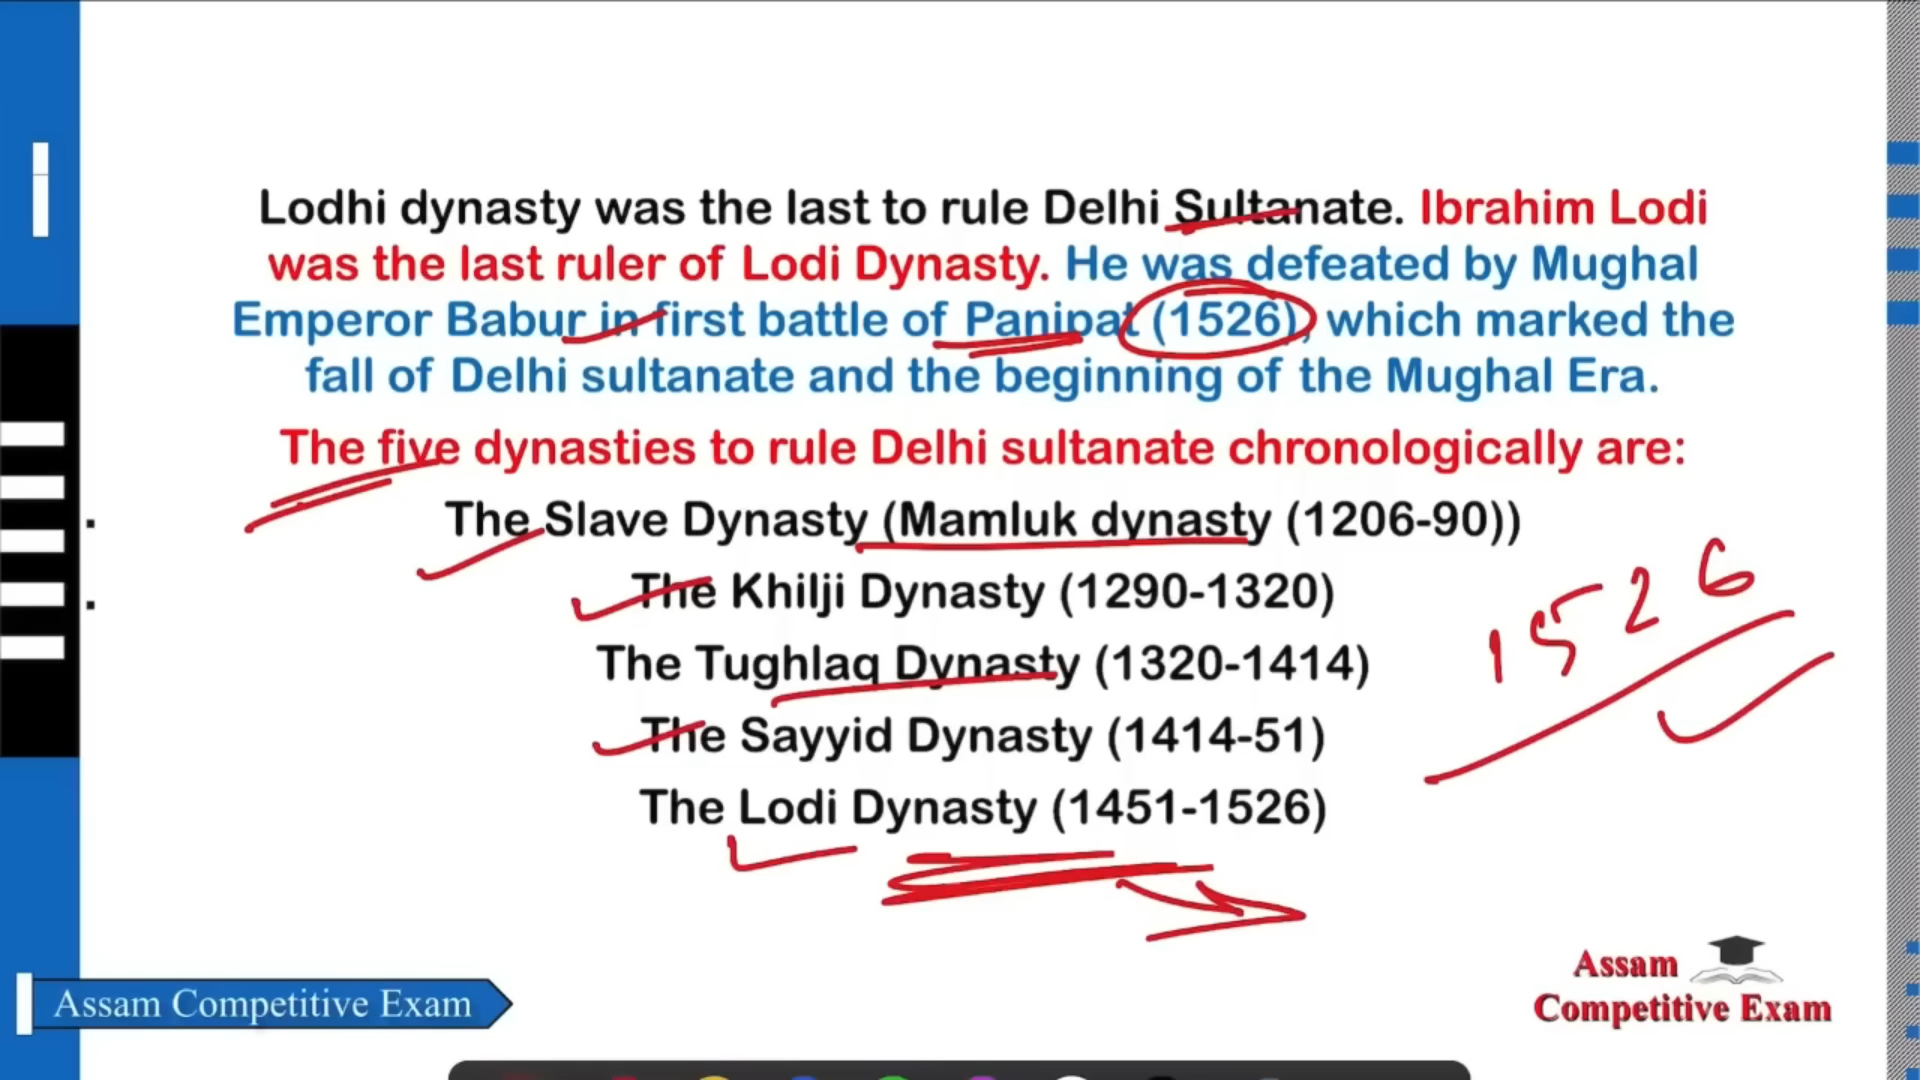 Lodhi dynasty was the last to rule Delhi Sultanate. Ibrahim Lodi
was the last ruler of Lodi Dynasty. He was defeated by Mughal
Emperor Babur in first battle of Panipat (1526), which marked the
fall of Delhi sultanate and the beginning of the Mughal Era.
The five dynasties to rule Delhi sultanate chronologically are:
The Slave Dynasty (Mamluk dynasty (1206-90))
The Khilji Dynasty (1290-1320)
The Tughlaq Dynasty (1320-1414)
The Sayyid Dynasty (1414-51)
The Lodi Dynasty (1451-1526)
1526
Assam Competitive Exam
Assam
Competitive Exam